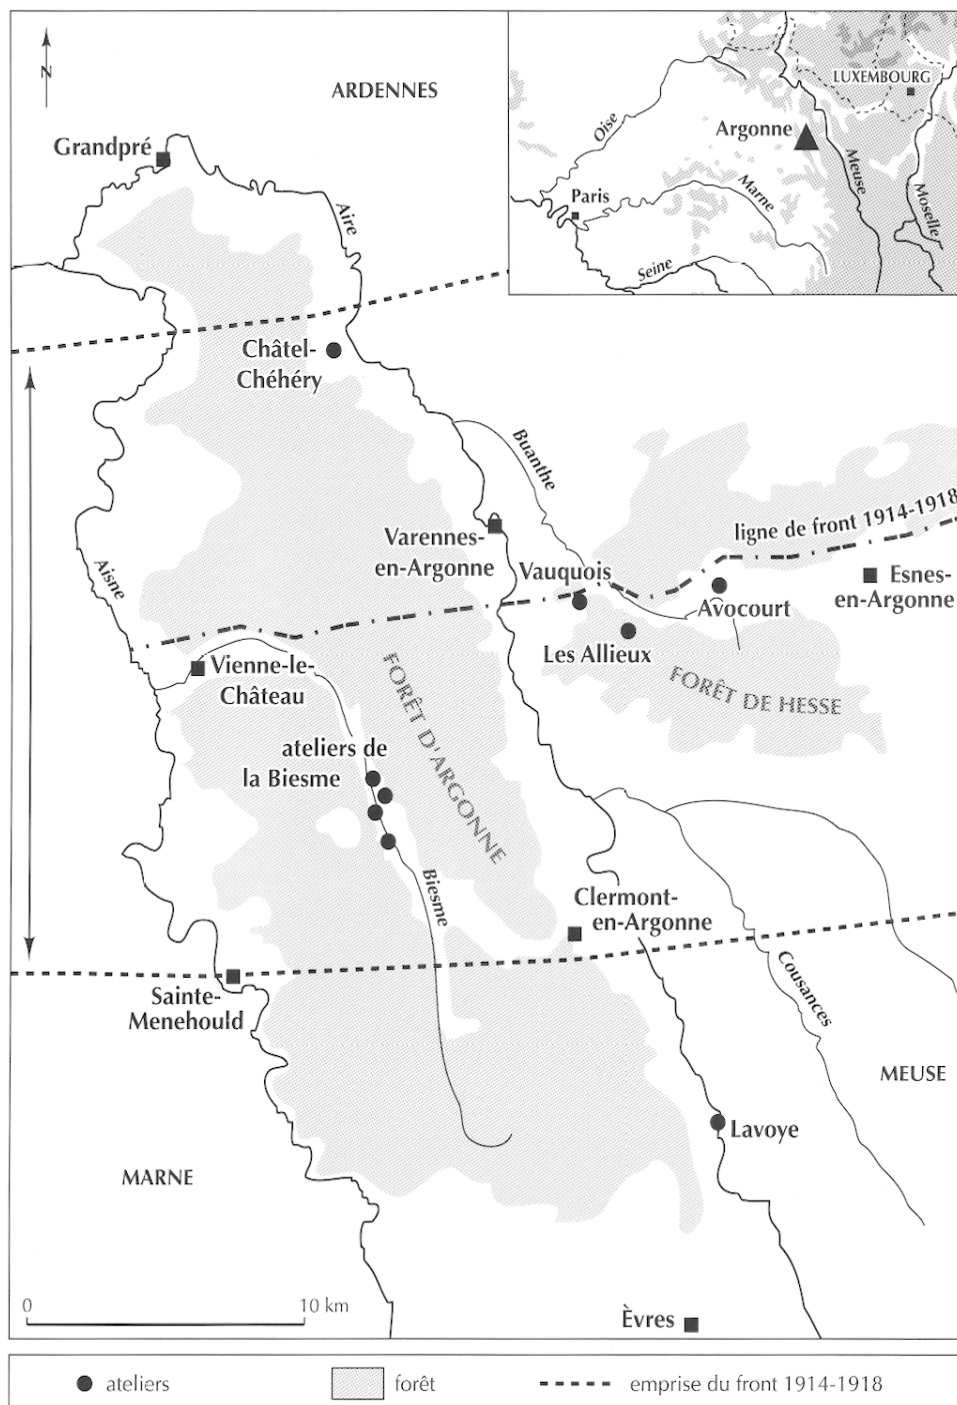 N
ARDENNES
Grandpré
Aire
LUXEMBOURG
Oise
Argonne
Meuse
Paris
Marne
Moselle
Seine
Châtel-
Chéhéry
Buanthe
ligne de front 1914-1918
Varennes-
en-Argonne
Vauquois
Esnes-
en-Argonne
Aisne
Avocourt
Les Allieux
Vienne-le-
Château
FORÊT D'ARGONNE
FORÊT DE HESSE
ateliers de
la Biesme
Biesme
Clermont-
en-Argonne
Cousances
Sainte-
Menehould
MEUSE
Lavoye
MARNE
0
10 km
Èvres
ateliers
forêt
emprise du front 1914-1918